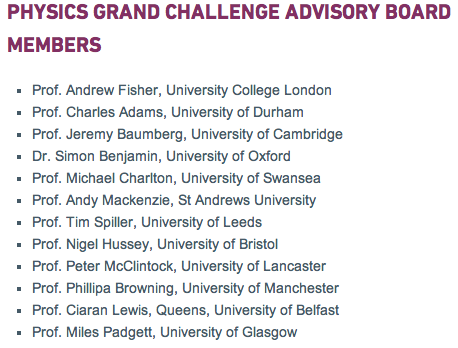 PHYSICS GRAND CHALLENGE ADVISORY BOARD
MEMBERS
Prof. Andrew Fisher, University College London
Prof. Charles Adams, University of Durham
Prof. Jeremy Baumberg, University of Cambridge
Dr. Simon Benjamin, University of Oxford
Prof. Michael Charlton, University of Swansea
Prof. Andy Mackenzie, St Andrews University
Prof. Tim Spiller, University of Leeds
Prof. Nigel Hussey, University of Bristol
Prof. Peter McClintock, University of Lancaster
Prof. Phillipa Browning, University of Manchester
Prof. Ciaran Lewis, Queens, University of Belfast
Prof. Miles Padgett, University of Glasgow